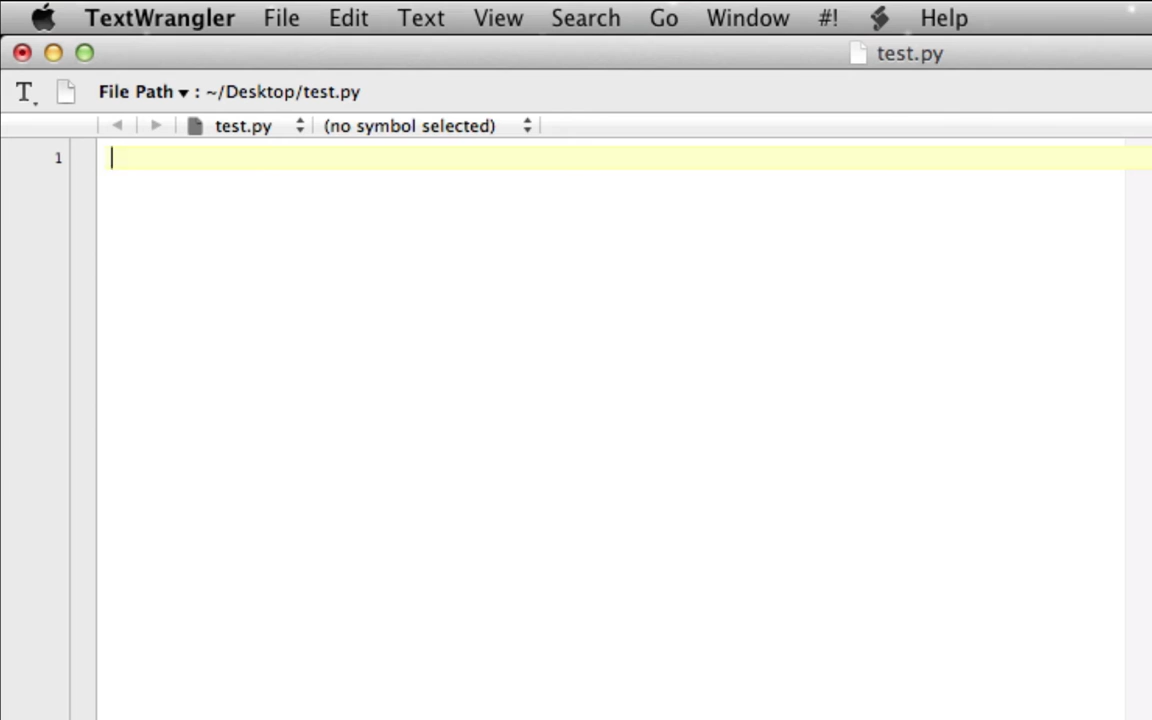 TextWrangler File Edit Text View Search Go Window #! Help
test.py
T File Path ▾ : ~/Desktop/test.py
test.py (no symbol selected)
1